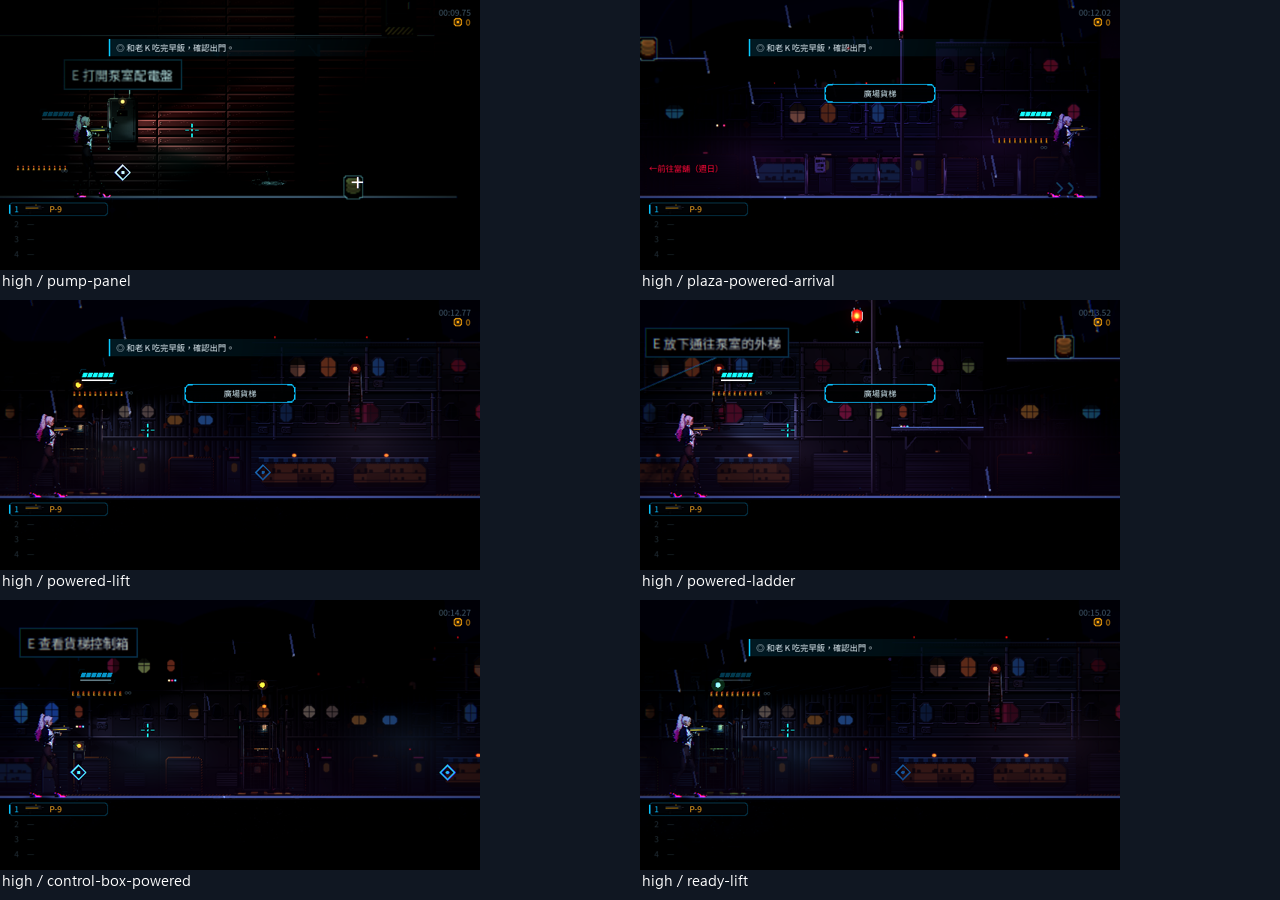 00:09.75
0
◎ 和老 K 吃完早飯，確認出門。
E 打開泵室配電盤
1 P-9
2 —
3 —
4 —
high / pump-panel
00:12.02
0
◎ 和老 K 吃完早飯，確認出門。
廣場貨梯
←前往當舖（週日）
1 P-9
2 —
3 —
4 —
high / plaza-powered-arrival
00:12.77
0
◎ 和老 K 吃完早飯，確認出門。
廣場貨梯
1 P-9
2 —
3 —
4 —
high / powered-lift
00:13.52
0
E 放下通往泵室的外梯
廣場貨梯
1 P-9
2 —
3 —
4 —
high / powered-ladder
00:14.27
0
E 查看貨梯控制箱
1 P-9
2 —
3 —
4 —
high / control-box-powered
00:15.02
0
◎ 和老 K 吃完早飯，確認出門。
1 P-9
2 —
3 —
4 —
high / ready-lift